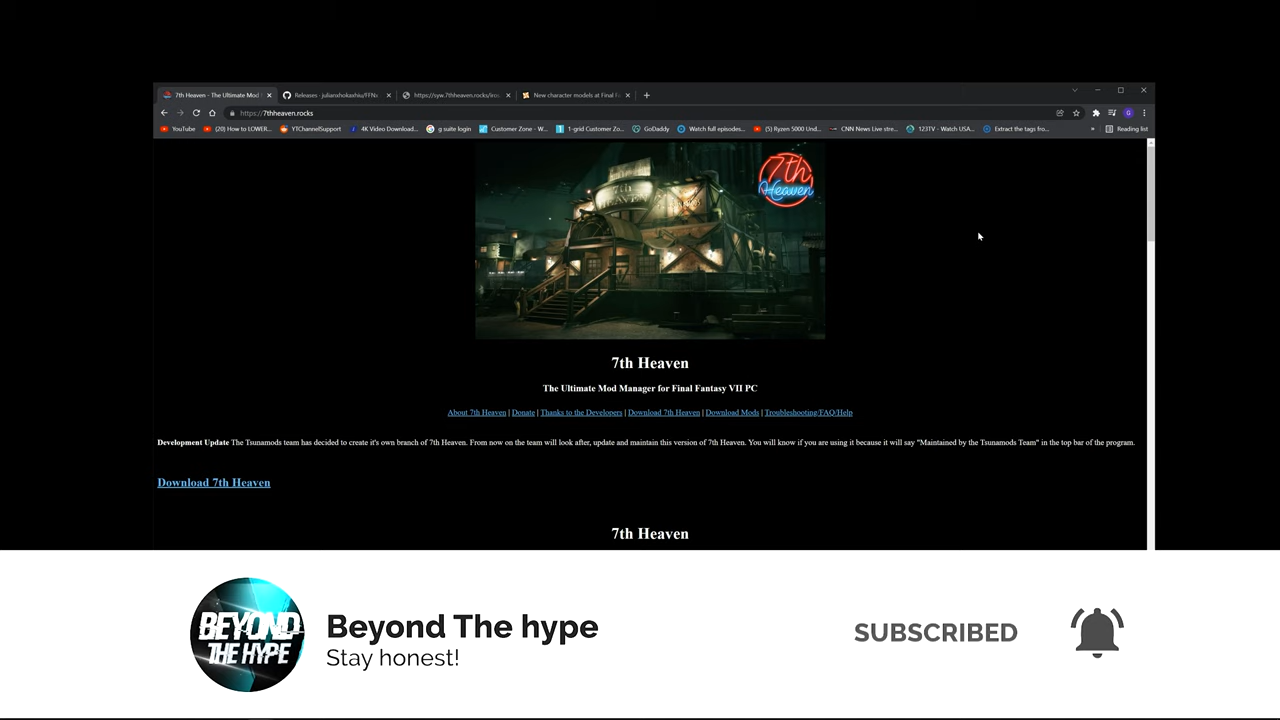 7th Heaven - The Ultimate Mod
Releases · julianxhokaxhiu/FFNx
https://syw.7thheaven.rocks/iro
New character models at Final Fa
https://7thheaven.rocks
YouTube
(20) How to LOWER...
YTChannelSupport
4K Video Download...
g suite login
Customer Zone - W...
1-grid Customer Zo...
GoDaddy
Watch full episodes...
(5) Ryzen 5000 Und...
CNN News Live stre...
123TV - Watch USA...
Extract the tags fro...
»
Reading list
7th
HEAVEN
7th
Heaven
7th Heaven
The Ultimate Mod Manager for Final Fantasy VII PC
About 7th Heaven | Donate | Thanks to the Developers | Download 7th Heaven | Download Mods | Troubleshooting/FAQ/Help
Development Update The Tsunamods team has decided to create it's own branch of 7th Heaven. From now on the team will look after, update and maintain this version of 7th Heaven. You will know if you are using it because it will say "Maintained by the Tsunamods Team" in the top bar of the program.
Download 7th Heaven
7th Heaven
BEYOND
THE HYPE
Beyond The hype
Stay honest!
SUBSCRIBED